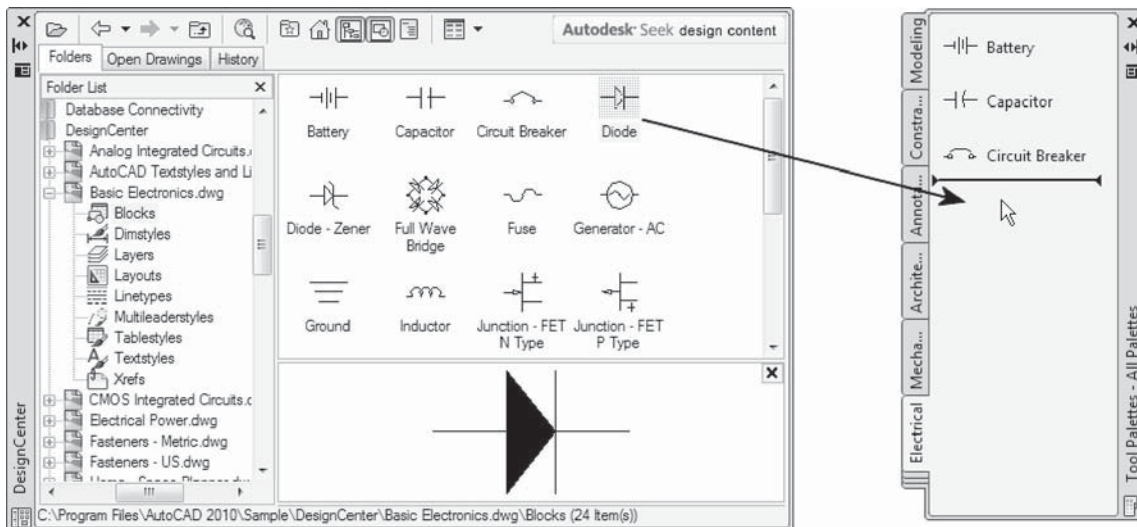 Autodesk® Seek design content
Folders Open Drawings History
Folder List
Database Connectivity
DesignCenter
Analog Integrated Circuits.
AutoCAD Textstyles and Li
Basic Electronics.dwg
Blocks
Dimstyles
Layers
Layouts
Linetypes
Multileaderstyles
Tablestyles
Textstyles
Xrefs
CMOS Integrated Circuits.c
Electrical Power.dwg
Fasteners - Metric.dwg
Fasteners - US.dwg
Battery Capacitor Circuit Breaker Diode
Diode - Zener Full Wave Bridge Fuse Generator - AC
Ground Inductor Junction - FET N Type Junction - FET P Type
DesignCenter
C:\Program Files\AutoCAD 2010\Sample\DesignCenter\Basic Electronics.dwg\Blocks (24 Item(s))
Modeling
Constra...
Annota...
Archite...
Mecha...
Electrical
Battery
Capacitor
Circuit Breaker
Tool Palettes - All Palettes